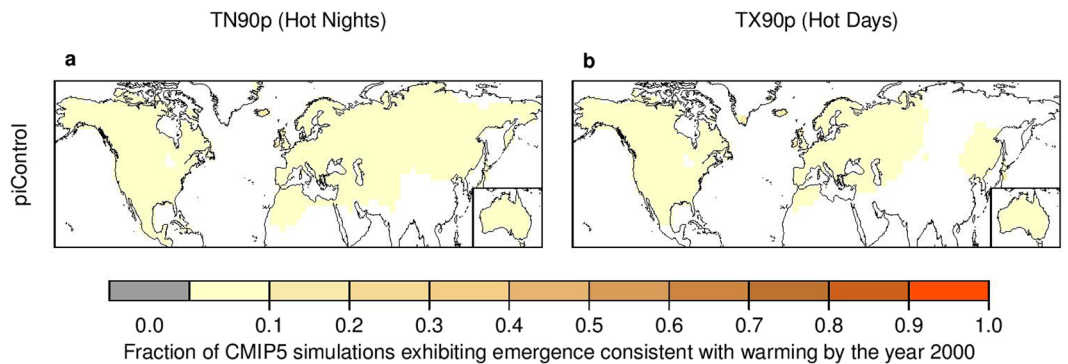 TN90p (Hot Nights) TX90p (Hot Days)
a b
piControl
0.0 0.1 0.2 0.3 0.4 0.5 0.6 0.7 0.8 0.9 1.0
Fraction of CMIP5 simulations exhibiting emergence consistent with warming by the year 2000